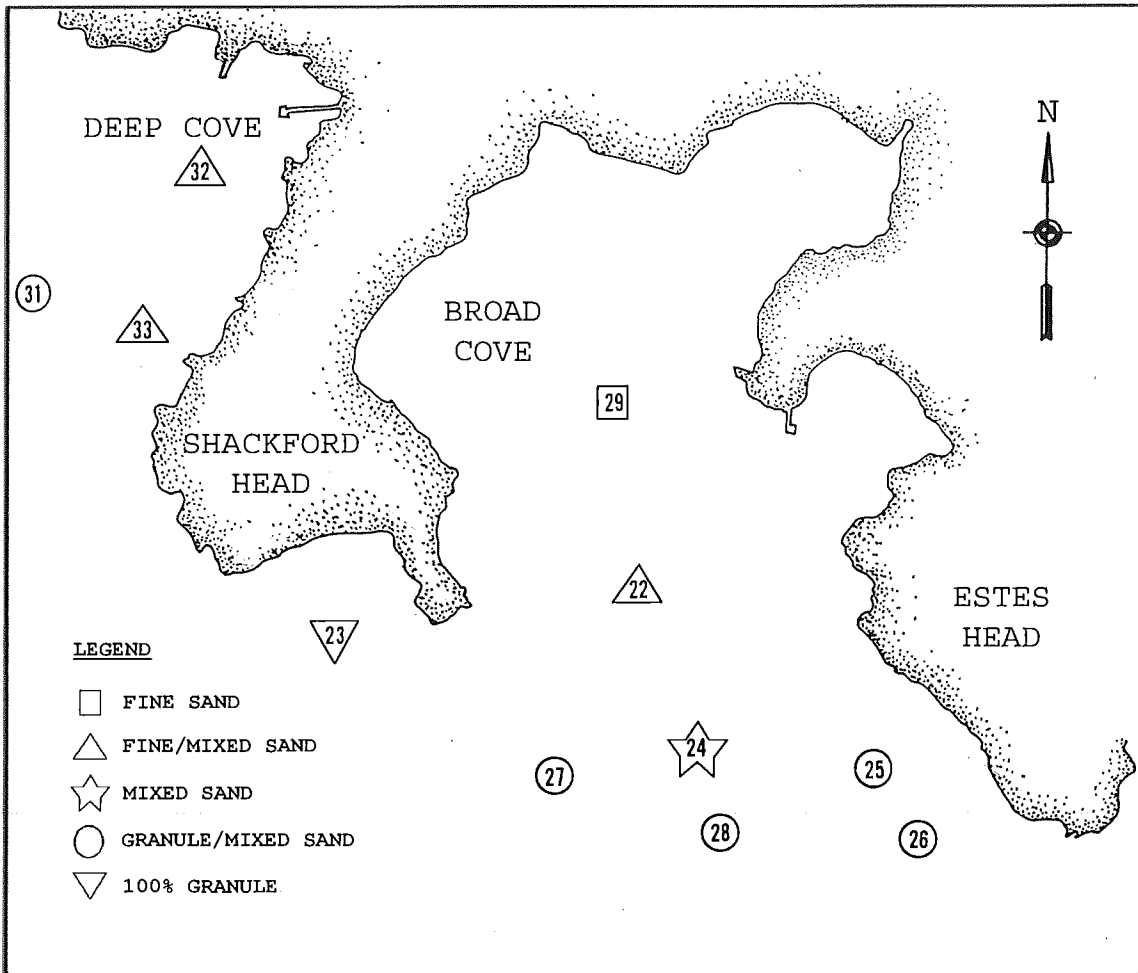 DEEP COVE
32
N
31
33
BROAD
COVE
29
SHACKFORD
HEAD
22
ESTES
HEAD
23
LEGEND
FINE SAND
FINE/MIXED SAND
MIXED SAND
GRANULE/MIXED SAND
100% GRANULE
24
27
25
28
26